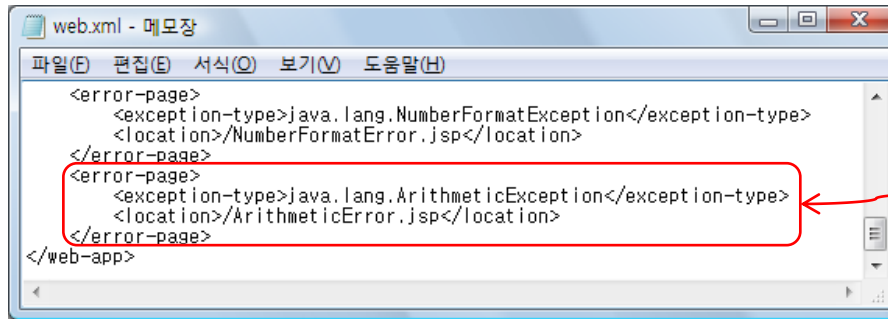 web.xml - 메모장
파일(F) 편집(E) 서식(O) 보기(V) 도움말(H)
<error-page>
<exception-type>java.lang.NumberFormatException</exception-type>
<location>/NumberFormatError.jsp</location>
</error-page>
<error-page>
<exception-type>java.lang.ArithmeticException</exception-type>
<location>/ArithmeticError.jsp</location>
</error-page>
</web-app>